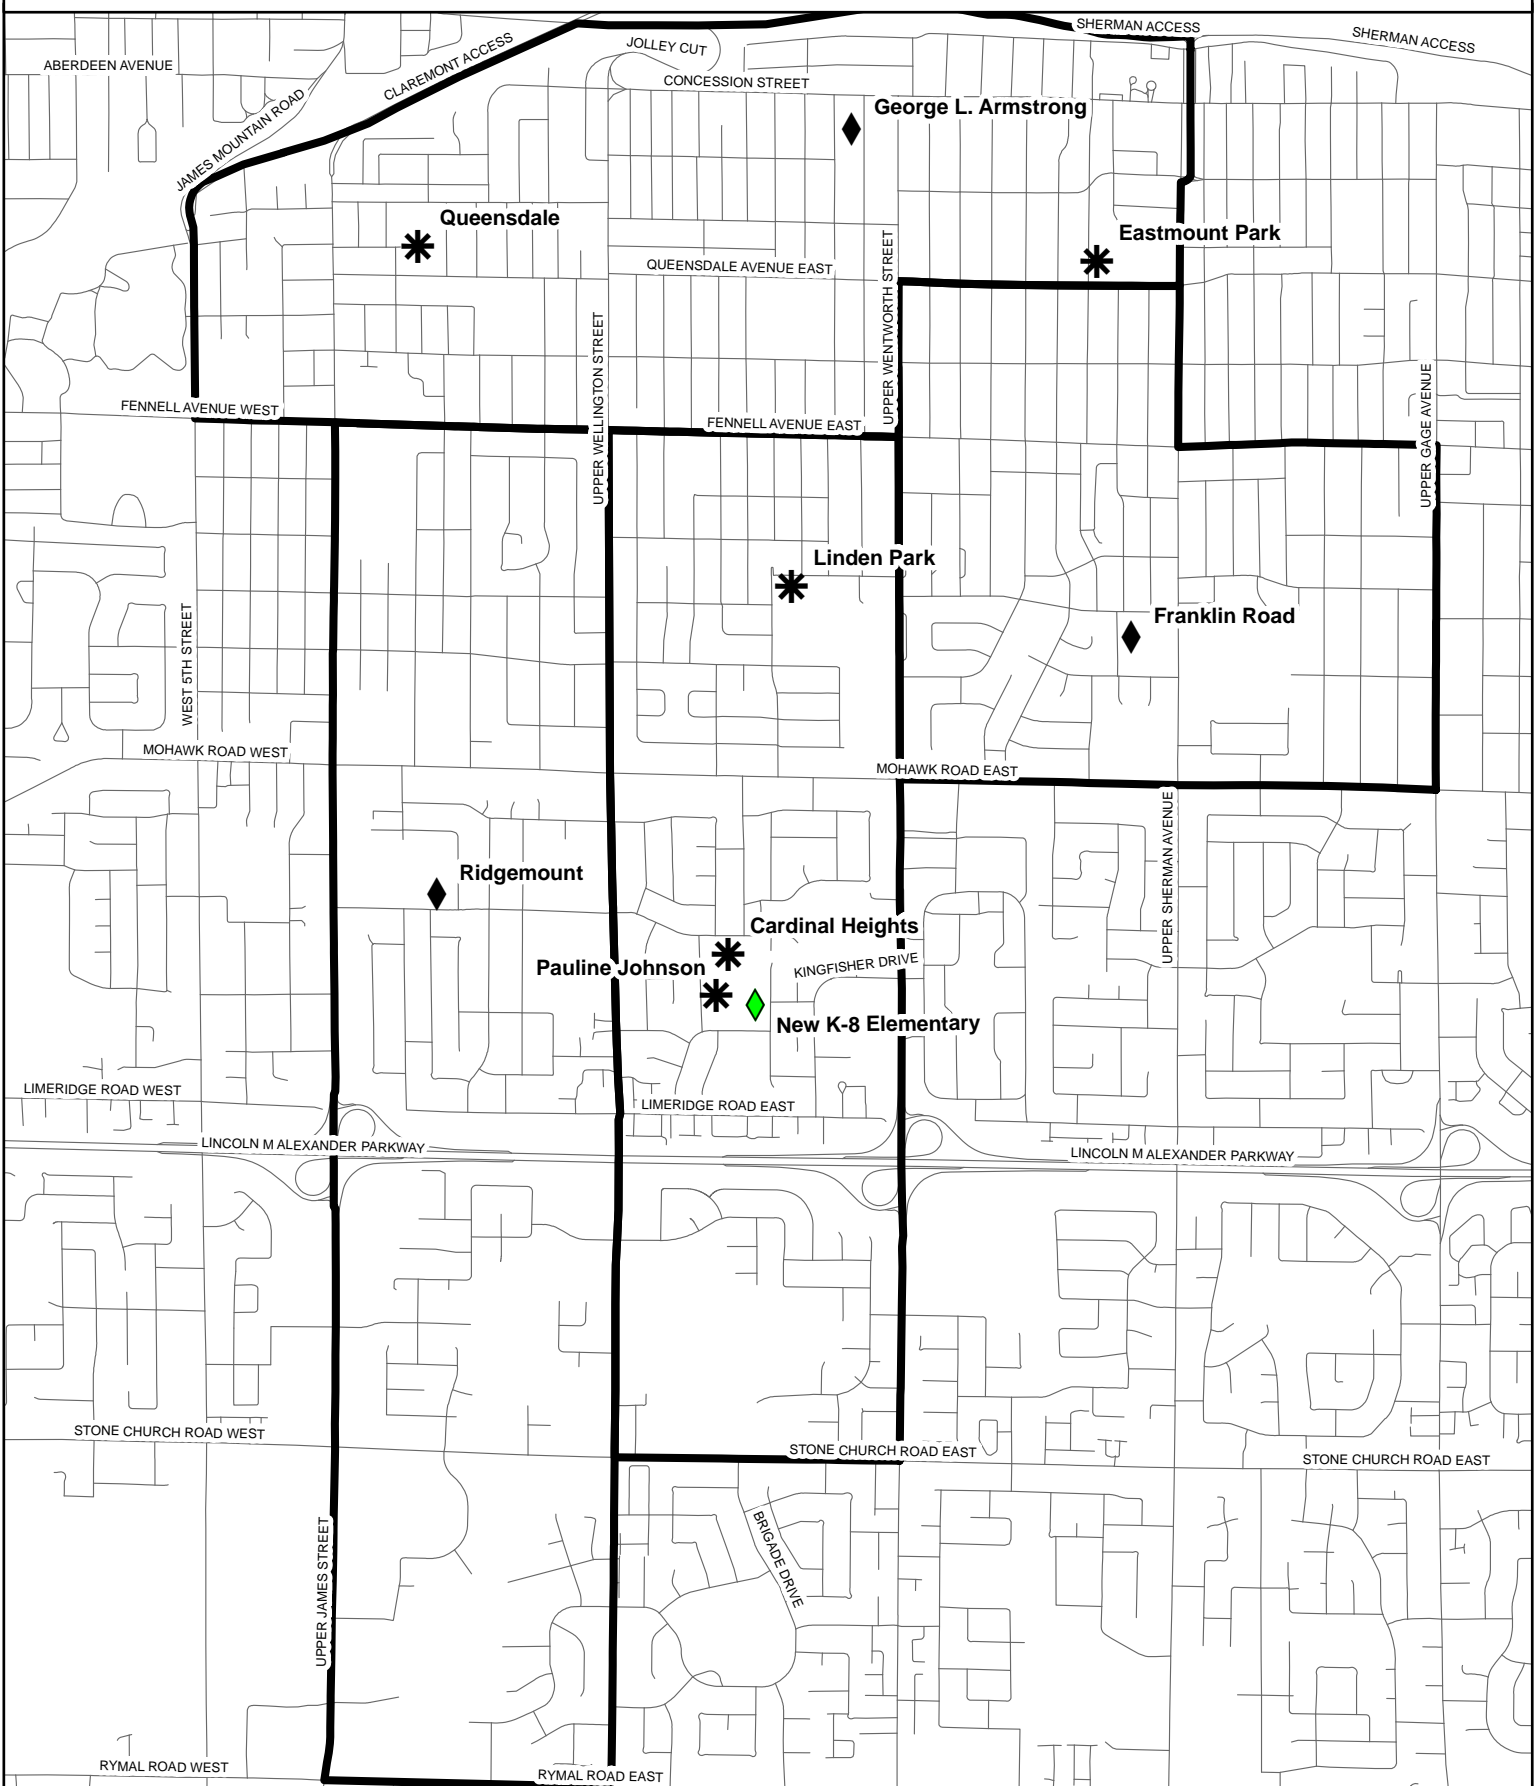 SHERMAN ACCESS
SHERMAN ACCESS
JOLLEY CUT
CLAREMONT ACCESS
ABERDEEN AVENUE
CONCESSION STREET
George L. Armstrong
JAMES MOUNTAIN ROAD
Queensdale
Eastmount Park
QUEENSDALE AVENUE EAST
UPPER WENTWORTH STREET
UPPER WELLINGTON STREET
UPPER GAGE AVENUE
FENNELL AVENUE WEST
FENNELL AVENUE EAST
Linden Park
Franklin Road
WEST 5TH STREET
MOHAWK ROAD WEST
MOHAWK ROAD EAST
UPPER SHERMAN AVENUE
Ridgemount
Cardinal Heights
KINGFISHER DRIVE
Pauline Johnson
New K-8 Elementary
LIMERIDGE ROAD WEST
LIMERIDGE ROAD EAST
LINCOLN M ALEXANDER PARKWAY
LINCOLN M ALEXANDER PARKWAY
STONE CHURCH ROAD WEST
STONE CHURCH ROAD EAST
STONE CHURCH ROAD EAST
BRIGADE DRIVE
UPPER JAMES STREET
RYMAL ROAD WEST
RYMAL ROAD EAST